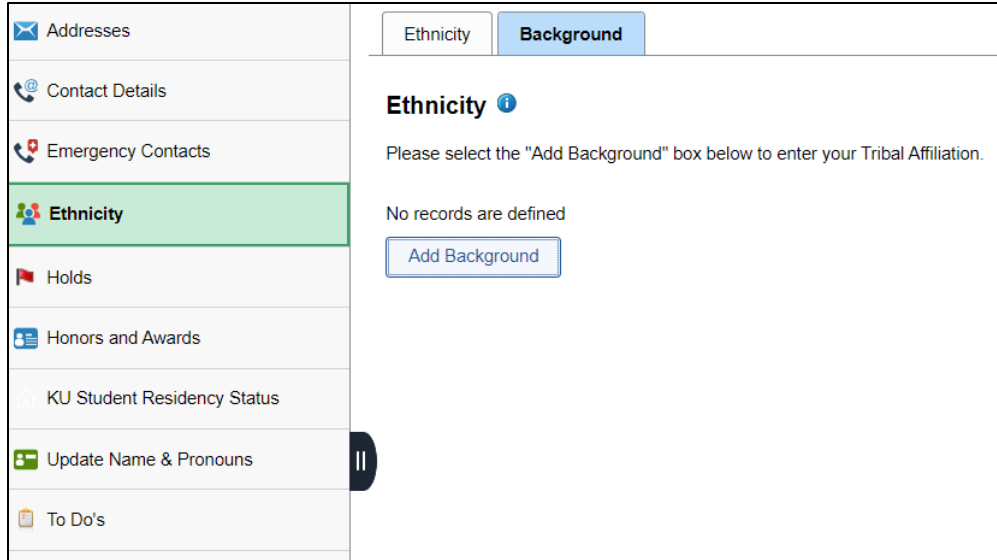 Addresses
Contact Details
Emergency Contacts
Ethnicity
Holds
Honors and Awards
KU Student Residency Status
Update Name & Pronouns
To Do's
Ethnicity
Background
Ethnicity
Please select the "Add Background" box below to enter your Tribal Affiliation.
No records are defined
Add Background